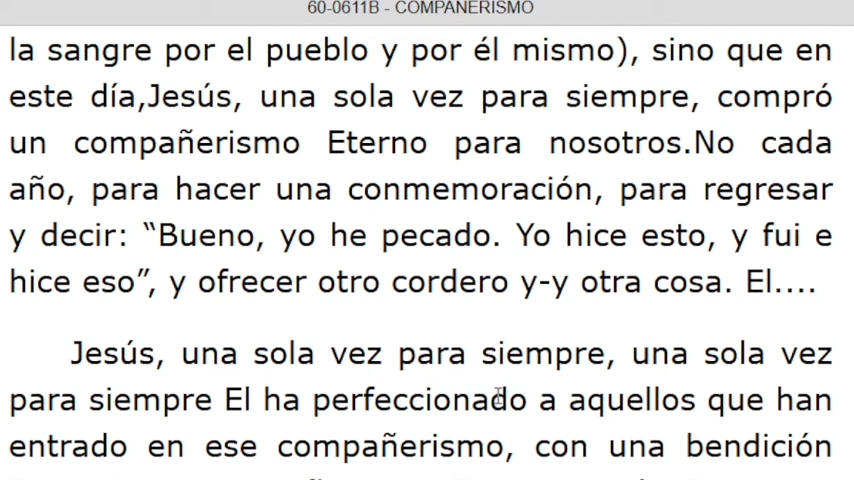 60-0611B - COMPAÑERISMO
la sangre por el pueblo y por él mismo), sino que en
este día,Jesús, una sola vez para siempre, compró
un compañerismo Eterno para nosotros.No cada
año, para hacer una conmemoración, para regresar
y decir: “Bueno, yo he pecado. Yo hice esto, y fui e
hice eso”, y ofrecer otro cordero y-y otra cosa. El....
Jesús, una sola vez para siempre, una sola vez
para siempre El ha perfeccionado a aquellos que han
entrado en ese compañerismo, con una bendición